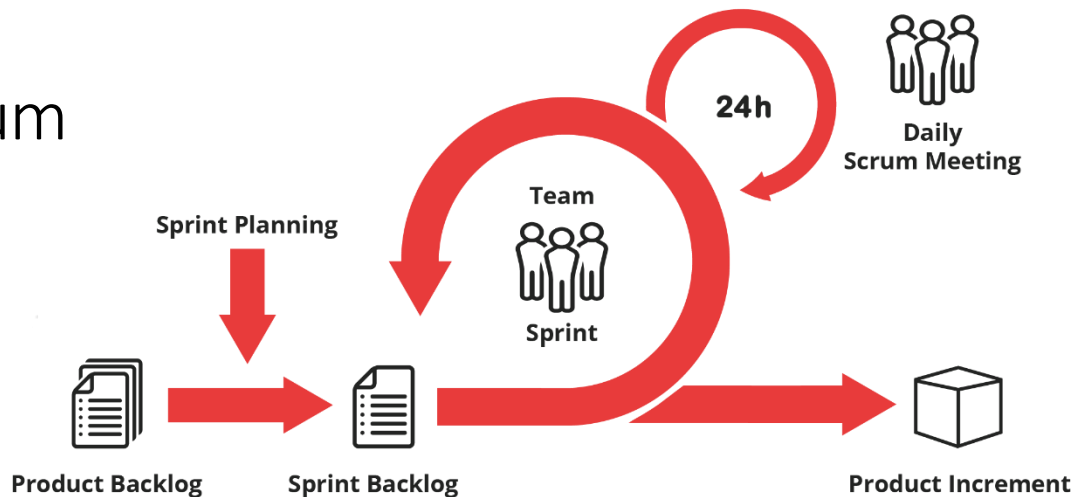 um
24h
Daily
Scrum Meeting
Team
Sprint Planning
Sprint
Product Backlog
Sprint Backlog
Product Increment